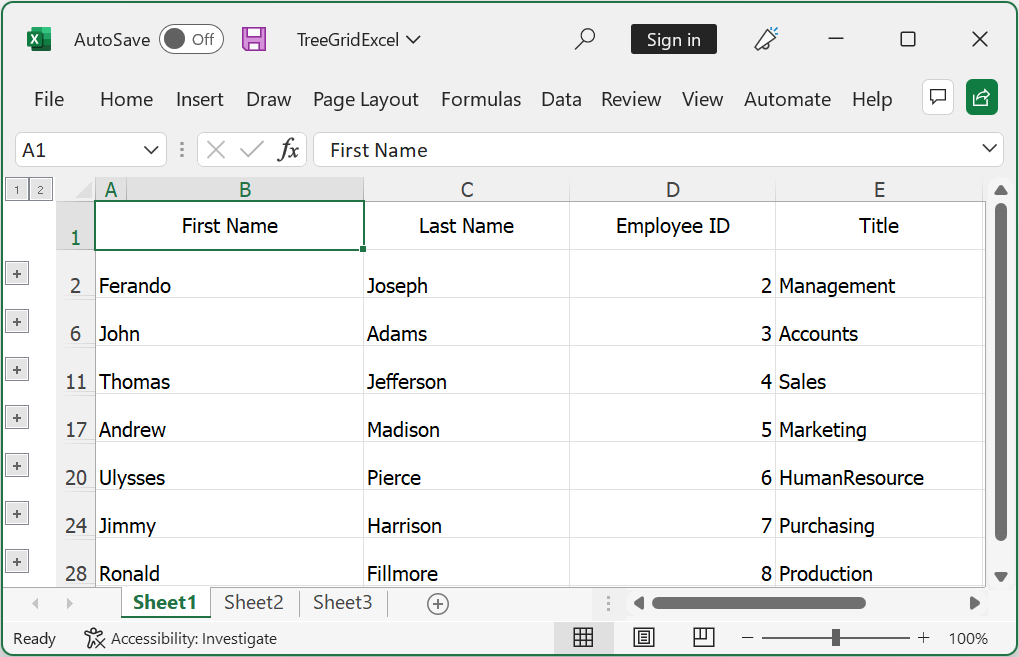 AutoSave Off TreeGridExcel Sign in
File Home Insert Draw Page Layout Formulas Data Review View Automate Help
A1 fx First Name
1 2 A B C D E
1 First Name Last Name Employee ID Title
2 Ferando Joseph 2 Management
6 John Adams 3 Accounts
11 Thomas Jefferson 4 Sales
17 Andrew Madison 5 Marketing
20 Ulysses Pierce 6 HumanResource
24 Jimmy Harrison 7 Purchasing
28 Ronald Fillmore 8 Production
Sheet1 Sheet2 Sheet3
Ready Accessibility: Investigate 100%